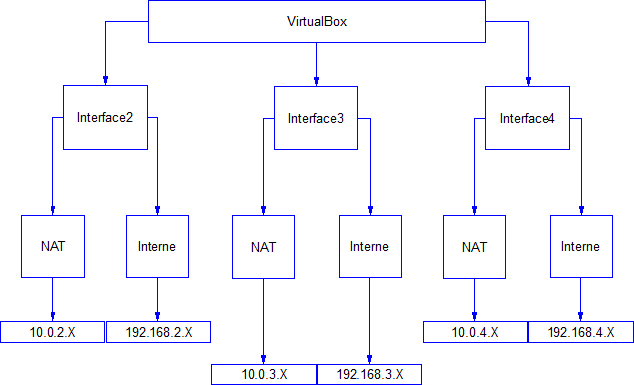 VirtualBox
Interface2
Interface3
Interface4
NAT
Interne
NAT
Interne
NAT
Interne
10.0.2.X
192.168.2.X
10.0.4.X
192.168.4.X
10.0.3.X
192.168.3.X